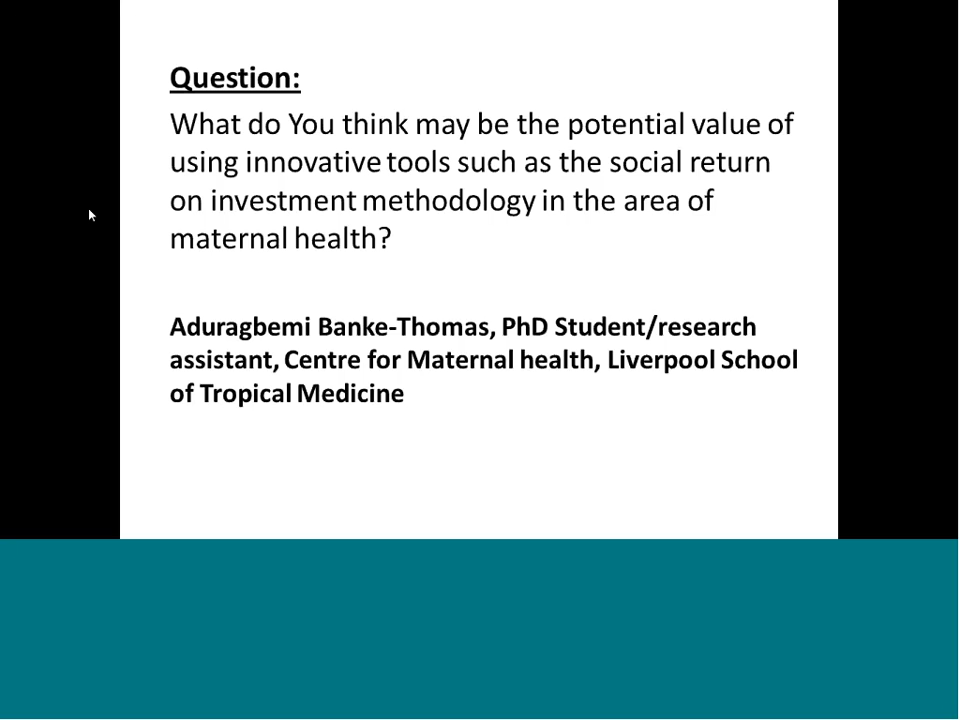 Question:
What do You think may be the potential value of
using innovative tools such as the social return
on investment methodology in the area of
maternal health?
Aduragbemi Banke-Thomas, PhD Student/research
assistant, Centre for Maternal health, Liverpool School
of Tropical Medicine